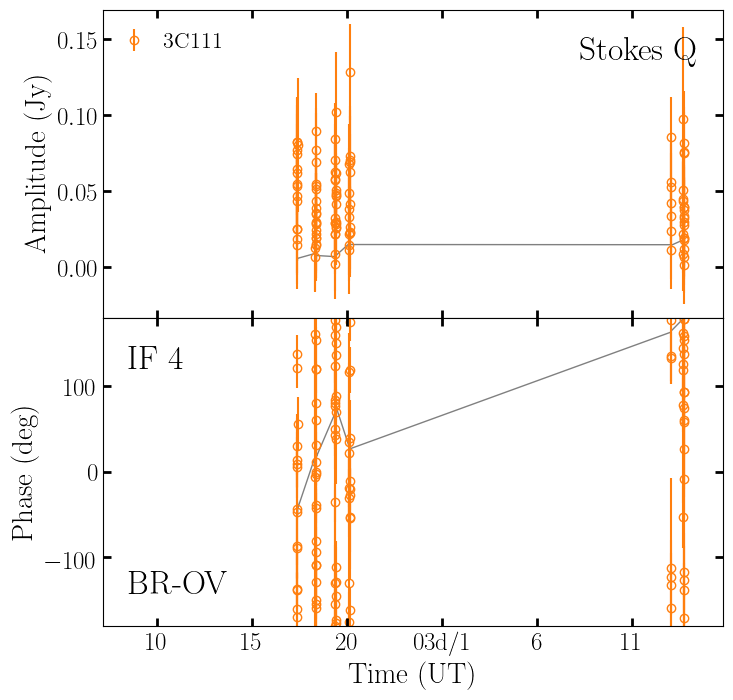 3C111
Stokes Q
0.15
0.10
0.05
0.00
Amplitude (Jy)
IF 4
100
0
−100
Phase (deg)
BR-OV
10 15 20 03d/1 6 11
Time (UT)